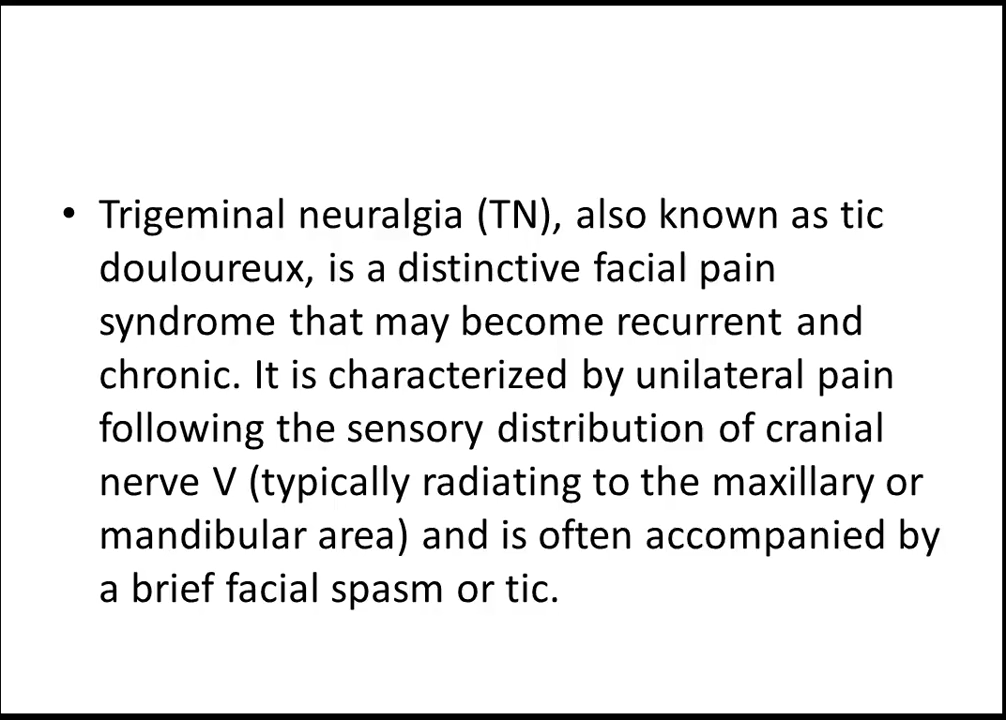 • Trigeminal neuralgia (TN), also known as tic
douloureux, is a distinctive facial pain
syndrome that may become recurrent and
chronic. It is characterized by unilateral pain
following the sensory distribution of cranial
nerve V (typically radiating to the maxillary or
mandibular area) and is often accompanied by
a brief facial spasm or tic.